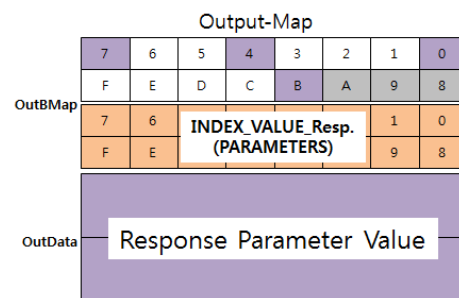 Output-Map
7 6 5 4 3 2 1 0
F E D C B A 9 8
OutBMap
7 6 INDEX_VALUE_Resp. 1 0
(PARAMETERS)
F E 9 8
OutData
Response Parameter Value